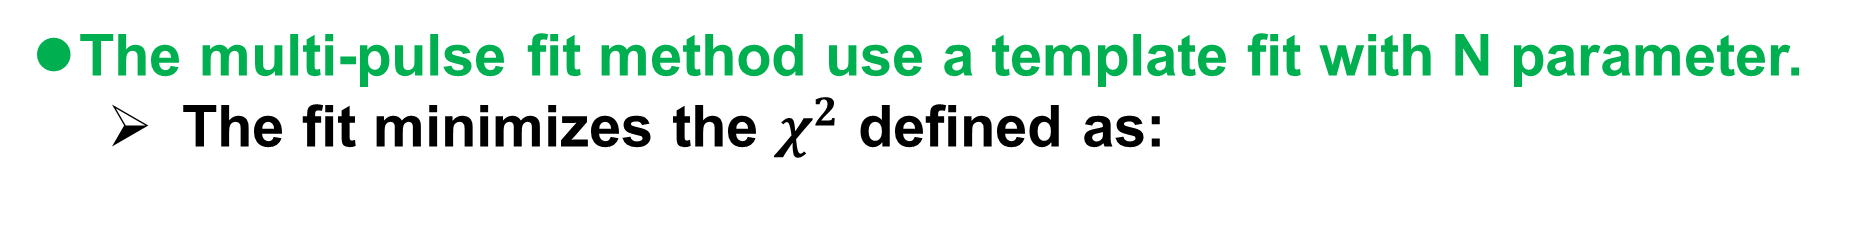 ●The multi-pulse fit method use a template fit with N parameter.
➢ The fit minimizes the χ² defined as: